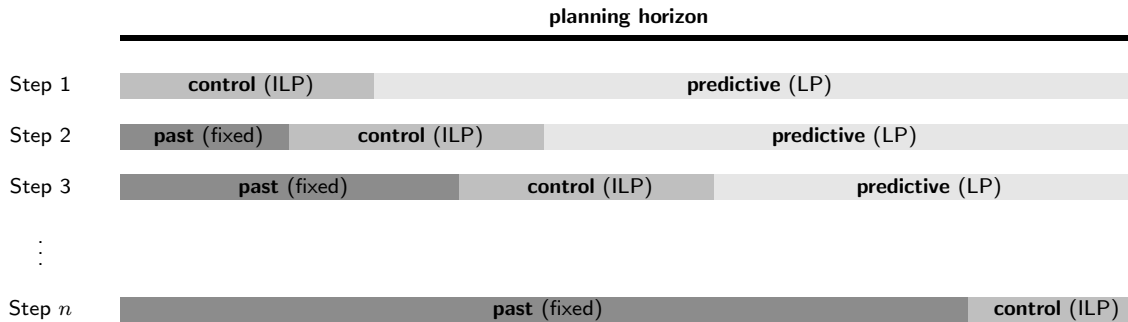 planning horizon
Step 1 control (ILP) predictive (LP)
Step 2 past (fixed) control (ILP) predictive (LP)
Step 3 past (fixed) control (ILP) predictive (LP)
⋮
Step n past (fixed) control (ILP)